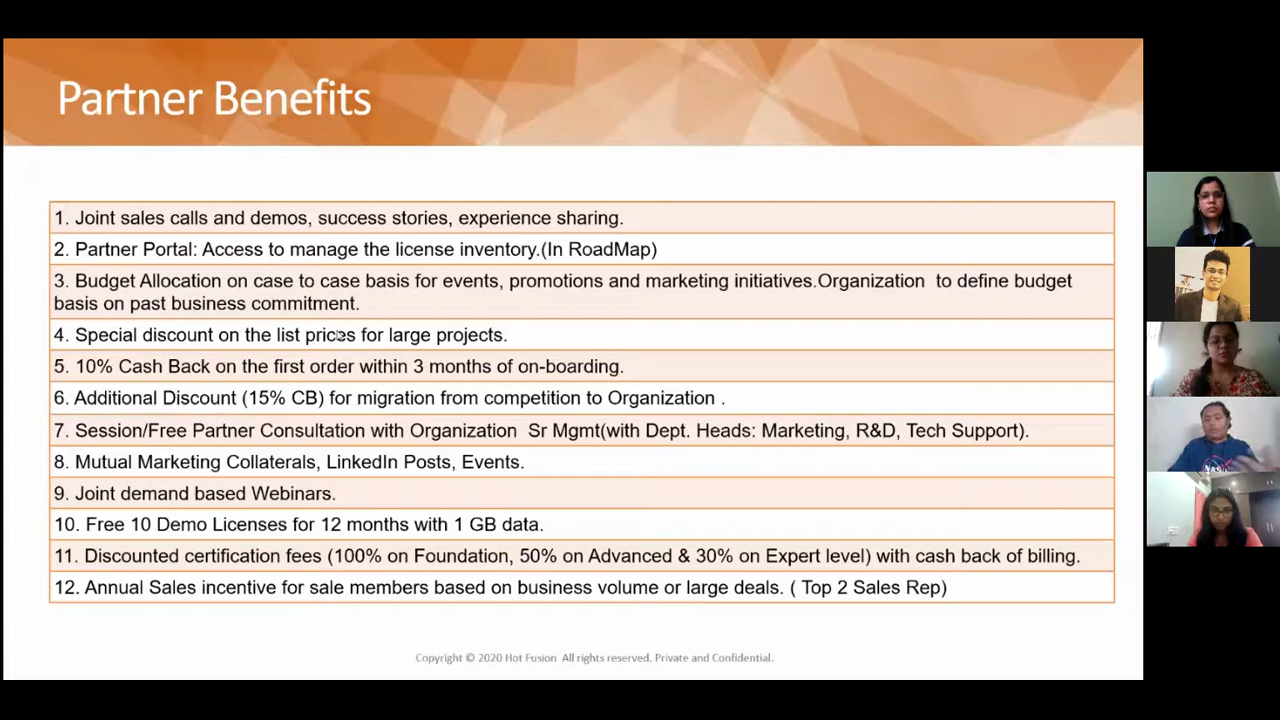 Partner Benefits
1. Joint sales calls and demos, success stories, experience sharing.
2. Partner Portal: Access to manage the license inventory.(In RoadMap)
3. Budget Allocation on case to case basis for events, promotions and marketing initiatives.Organization to define budget
basis on past business commitment.
4. Special discount on the list prices for large projects.
5. 10% Cash Back on the first order within 3 months of on-boarding.
6. Additional Discount (15% CB) for migration from competition to Organization .
7. Session/Free Partner Consultation with Organization Sr Mgmt(with Dept. Heads: Marketing, R&D, Tech Support).
8. Mutual Marketing Collaterals, LinkedIn Posts, Events.
9. Joint demand based Webinars.
10. Free 10 Demo Licenses for 12 months with 1 GB data.
11. Discounted certification fees (100% on Foundation, 50% on Advanced & 30% on Expert level) with cash back of billing.
12. Annual Sales incentive for sale members based on business volume or large deals. ( Top 2 Sales Rep)
Copyright © 2020 Hot Fusion All rights reserved. Private and Confidential.
NASA